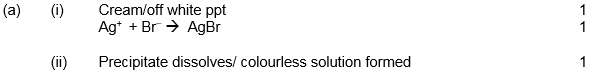 (a) (i) Cream/off white ppt 1
Ag⁺ + Br⁻ → AgBr 1
(ii) Precipitate dissolves/ colourless solution formed 1